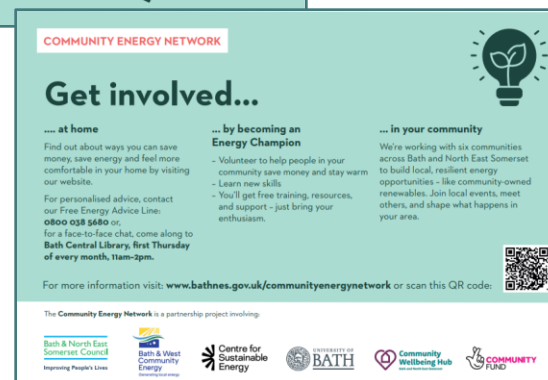 COMMUNITY ENERGY NETWORK
Get involved...
.... at home
Find out about ways you can save
money, save energy and feel more
comfortable in your home by visiting
our website.
For personalised advice, contact
our Free Energy Advice Line:
0800 038 5680 or,
for a face-to-face chat, come along to
Bath Central Library, first Thursday
of every month, 11am-2pm.
... by becoming an
Energy Champion
- Volunteer to help people in your
community save money and stay warm
- Learn new skills
- You'll get free training, resources,
and support – just bring your
enthusiasm.
... in your community
We're working with six communities
across Bath and North East Somerset
to build local, resilient energy
opportunities – like community-owned
renewables. Join local events, meet
others, and shape what happens in
your area.
For more information visit: www.bathnes.gov.uk/communityenergynetwork or scan this QR code:
The Community Energy Network is a partnership project involving:
Bath & North East
Somerset Council
Improving People's Lives
Bath & West
Community
Energy
Generating local energy
Centre for
Sustainable
Energy
UNIVERSITY OF
BATH
Community
Wellbeing Hub
COMMUNITY
FUND